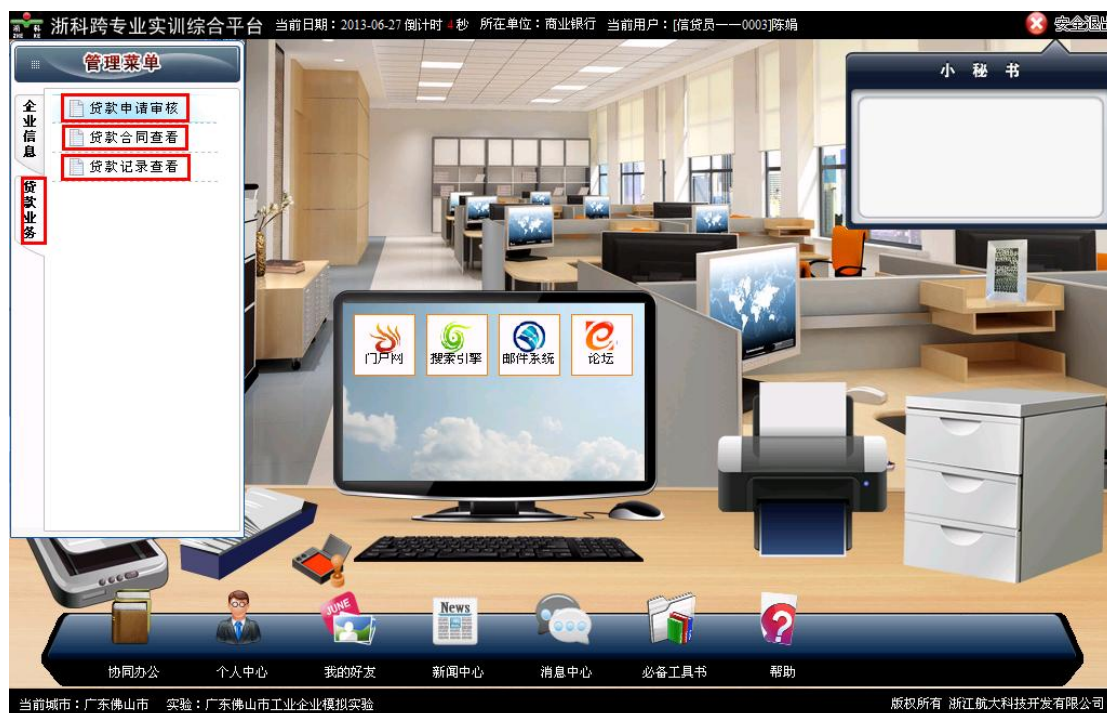 浙科 ZHE KE
浙科跨专业实训综合平台 当前日期：2013-06-27 倒计时 4秒 所在单位：商业银行 当前用户：[信贷员——0003]陈娟
安全退出
管理菜单
企业信息
贷款业务
贷款申请审核
贷款合同查看
贷款记录查看
小 秘 书
门户网 搜索引擎 邮件系统 论坛
JUNE
News
协同办公 个人中心 我的好友 新闻中心 消息中心 必备工具书 帮助
当前城市：广东佛山市 实验：广东佛山市工业企业模拟实验
版权所有 浙江航大科技开发有限公司